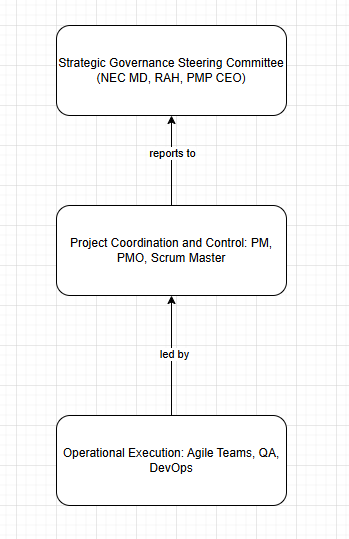 Strategic Governance Steering Committee
(NEC MD, RAH, PMP CEO)
reports to
Project Coordination and Control: PM,
PMO, Scrum Master
led by
Operational Execution: Agile Teams, QA,
DevOps